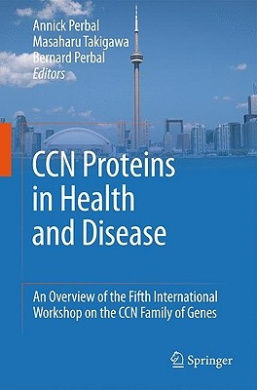 Annick Perbal
Masaharu Takigawa
Bernard Perbal
Editors
CCN Proteins
in Health
and Disease
An Overview of the Fifth International
Workshop on the CCN Family of Genes
Springer